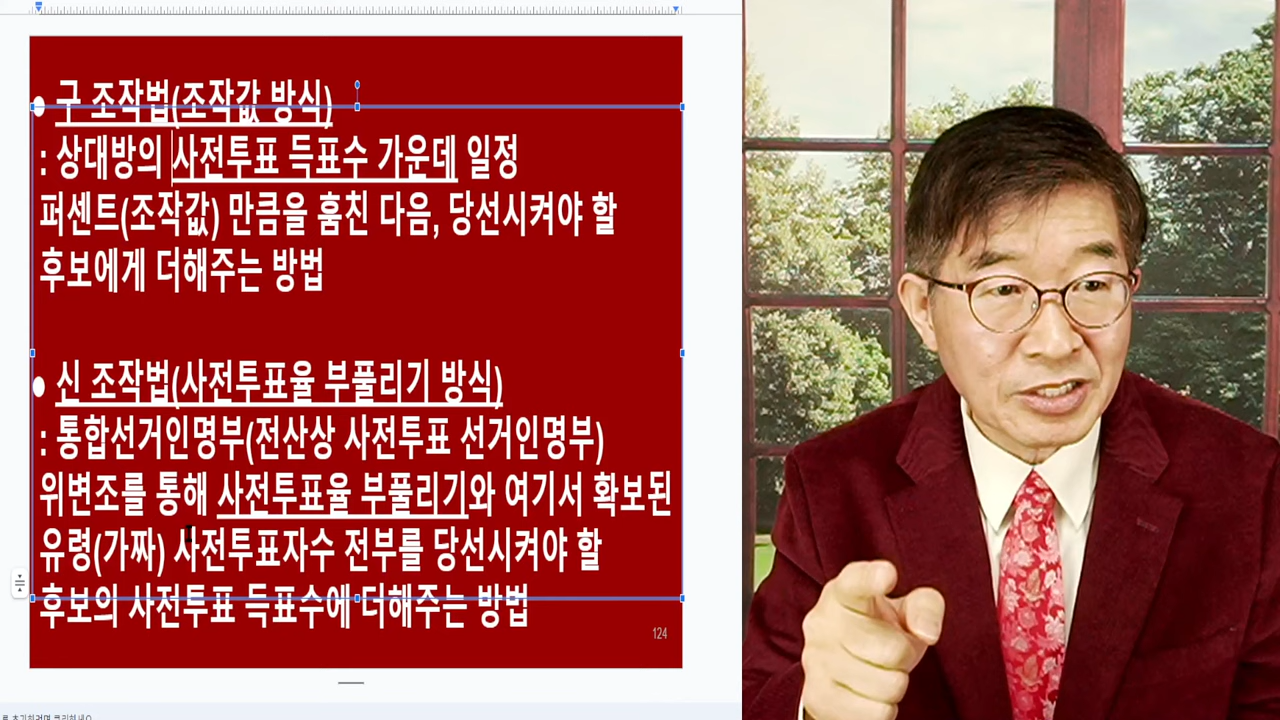 ● 구 조작법(조작값 방식)
: 상대방의 사전투표 득표수 가운데 일정
퍼센트(조작값) 만큼을 훔친 다음, 당선시켜야 할
후보에게 더해주는 방법
● 신 조작법(사전투표율 부풀리기 방식)
: 통합선거인명부(전산상 사전투표 선거인명부)
위변조를 통해 사전투표율 부풀리기와 여기서 확보된
유령(가짜) 사전투표자수 전부를 당선시켜야 할
후보의 사전투표 득표수에 더해주는 방법
124